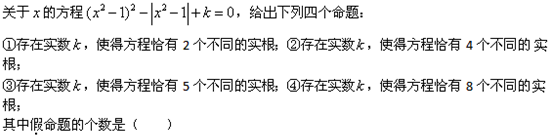 关于 x 的方程 (x²−1)²−|x²−1|+k=0，给出下列四个命题：
①存在实数 k，使得方程恰有 2 个不同的实根；②存在实数 k，使得方程恰有 4 个不同的 实
根；
③存在实数 k，使得方程恰有 5 个不同的实根；④存在实数 k，使得方程恰有 8 个不同的实
根；
其中假命题的个数是（　　）